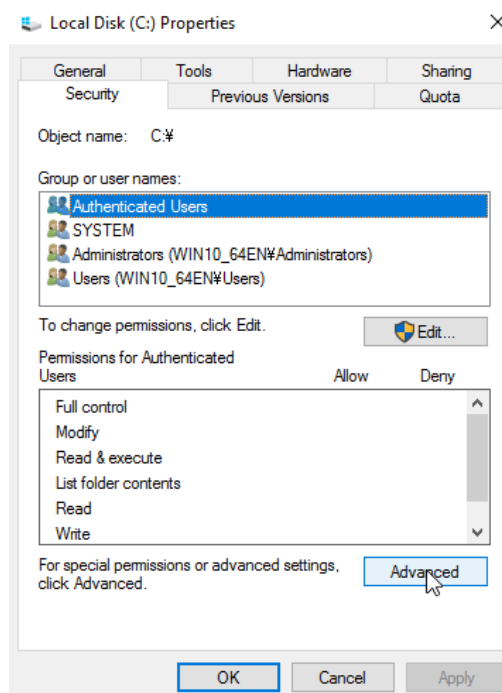 Local Disk (C:) Properties
General Tools Hardware Sharing
Security Previous Versions Quota
Object name: C:¥
Group or user names:
Authenticated Users
SYSTEM
Administrators (WIN10_64EN¥Administrators)
Users (WIN10_64EN¥Users)
To change permissions, click Edit.
Edit...
Permissions for Authenticated
Users Allow Deny
Full control
Modify
Read & execute
List folder contents
Read
Write
For special permissions or advanced settings,
click Advanced.
Advanced
OK Cancel Apply